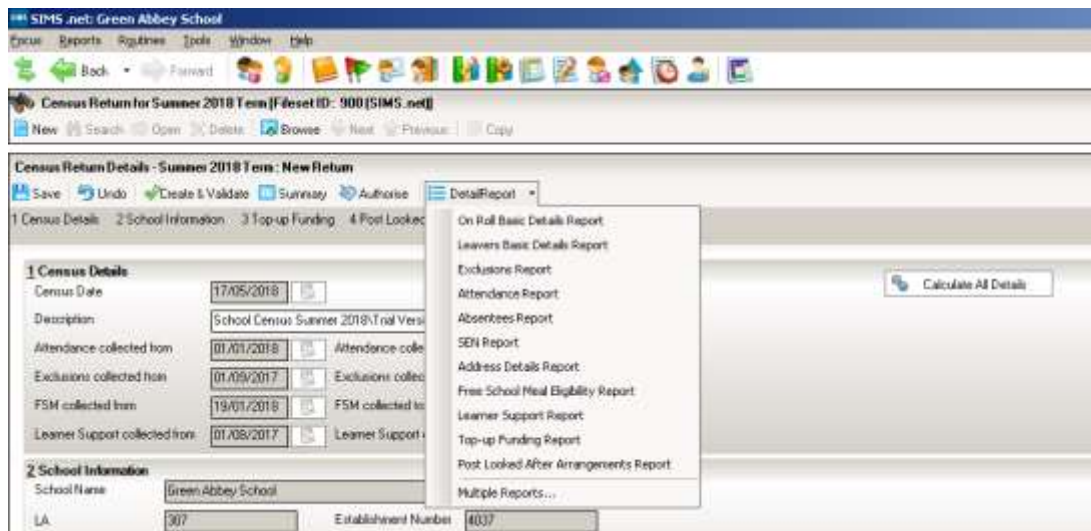 SIMS .net: Green Abbey School
Focus Reports Routines Tools Window Help
Back Forward
Census Return for Summer 2018 Term [Fileset ID: 900 [SIMS .net]]
New Search Open Delete Browse Next Previous Copy
Census Return Details - Summer 2018 Term : New Return
Save Undo Create & Validate Summary Authorise DetailReport
1 Census Details 2 School Information 3 Top-up Funding 4 Post Looked
On Roll Basic Details Report
Leavers Basic Details Report
Exclusions Report
Attendance Report
Absentees Report
SEN Report
Address Details Report
Free School Meal Eligibility Report
Learner Support Report
Top-up Funding Report
Post Looked After Arrangements Report
Multiple Reports...
1 Census Details
Calculate All Details
Census Date 17/05/2018
Description School Census Summer 2018\Trial Versi
Attendance collected from 01/01/2018 Attendance colle
Exclusions collected from 01/09/2017 Exclusions collec
FSM collected from 19/01/2018 FSM collected to
Learner Support collected from 01/08/2017 Learner Support
2 School Information
School Name Green Abbey School
LA 307 Establishment Number 4037